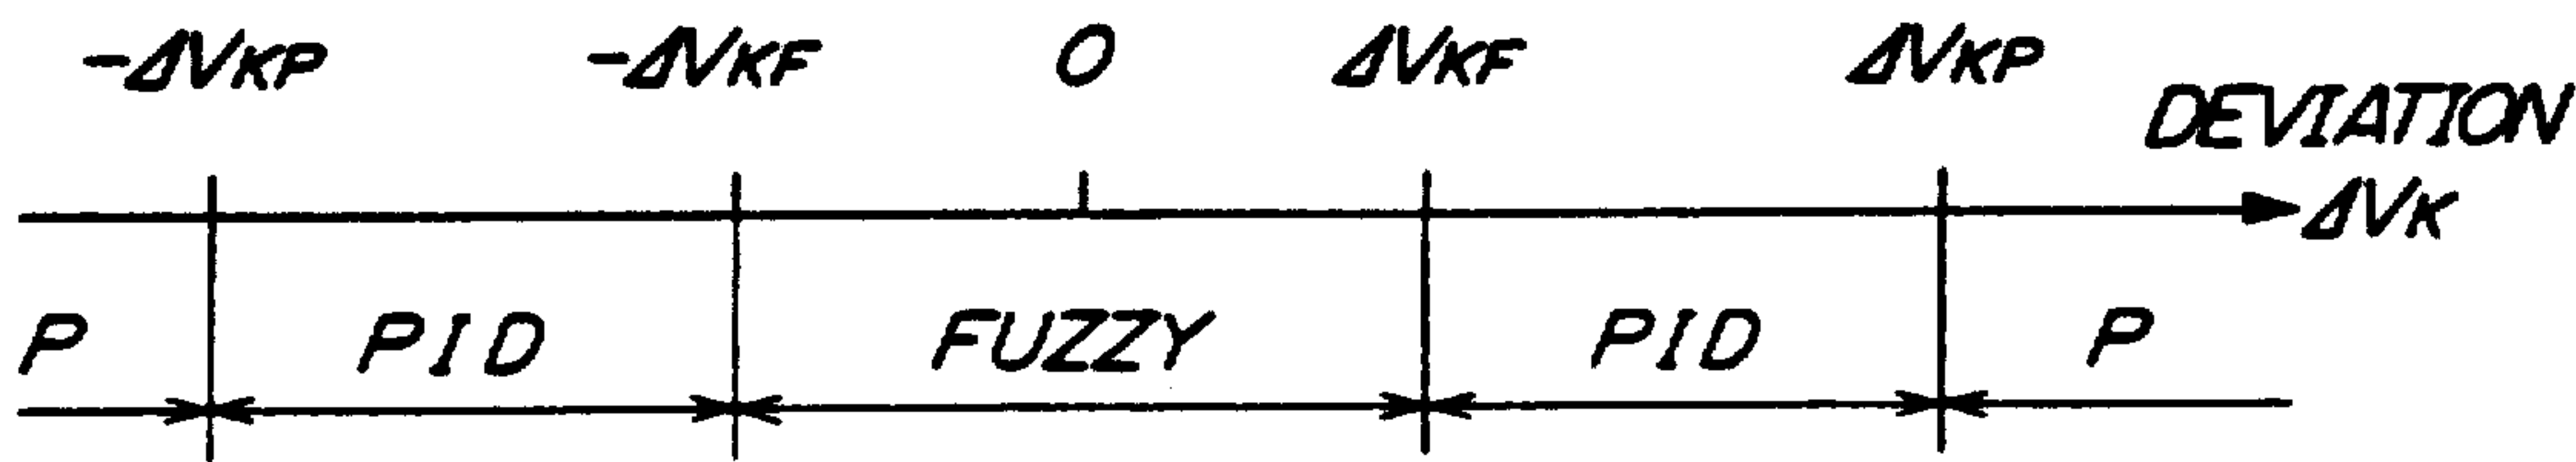 -ΔVKP -ΔVKF 0 ΔVKF ΔVKP
DEVIATION
ΔVK
P PID FUZZY PID P